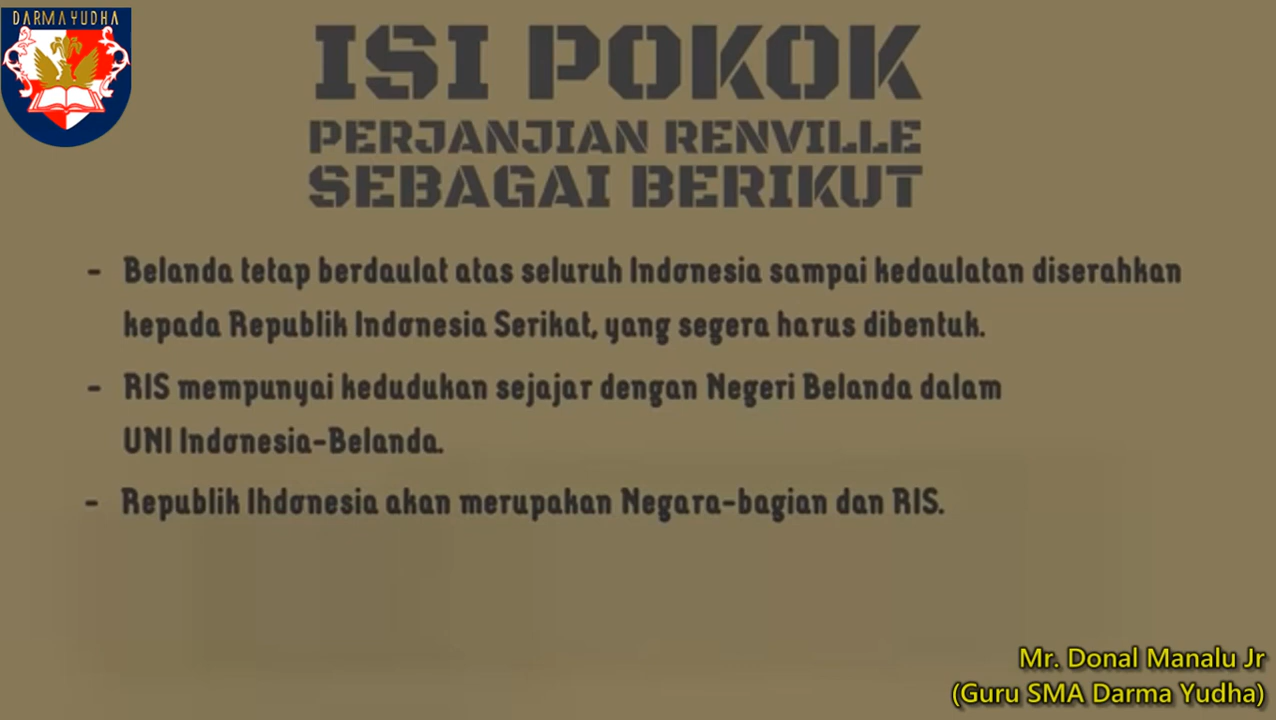 DARMA YUDHA
ISI POKOK
PERJANJIAN RENVILLE
SEBAGAI BERIKUT
- Belanda tetap berdaulat atas seluruh Indonesia sampai kedaulatan diserahkan
kepada Republik Indonesia Serikat, yang segera harus dibentuk.
- RIS mempunyai kedudukan sejajar dengan Negeri Belanda dalam
UNI Indonesia-Belanda.
- Republik Ihdonesia akan merupakan Negara-bagian dan RIS.
Mr. Donal Manalu Jr
(Guru SMA Darma Yudha)